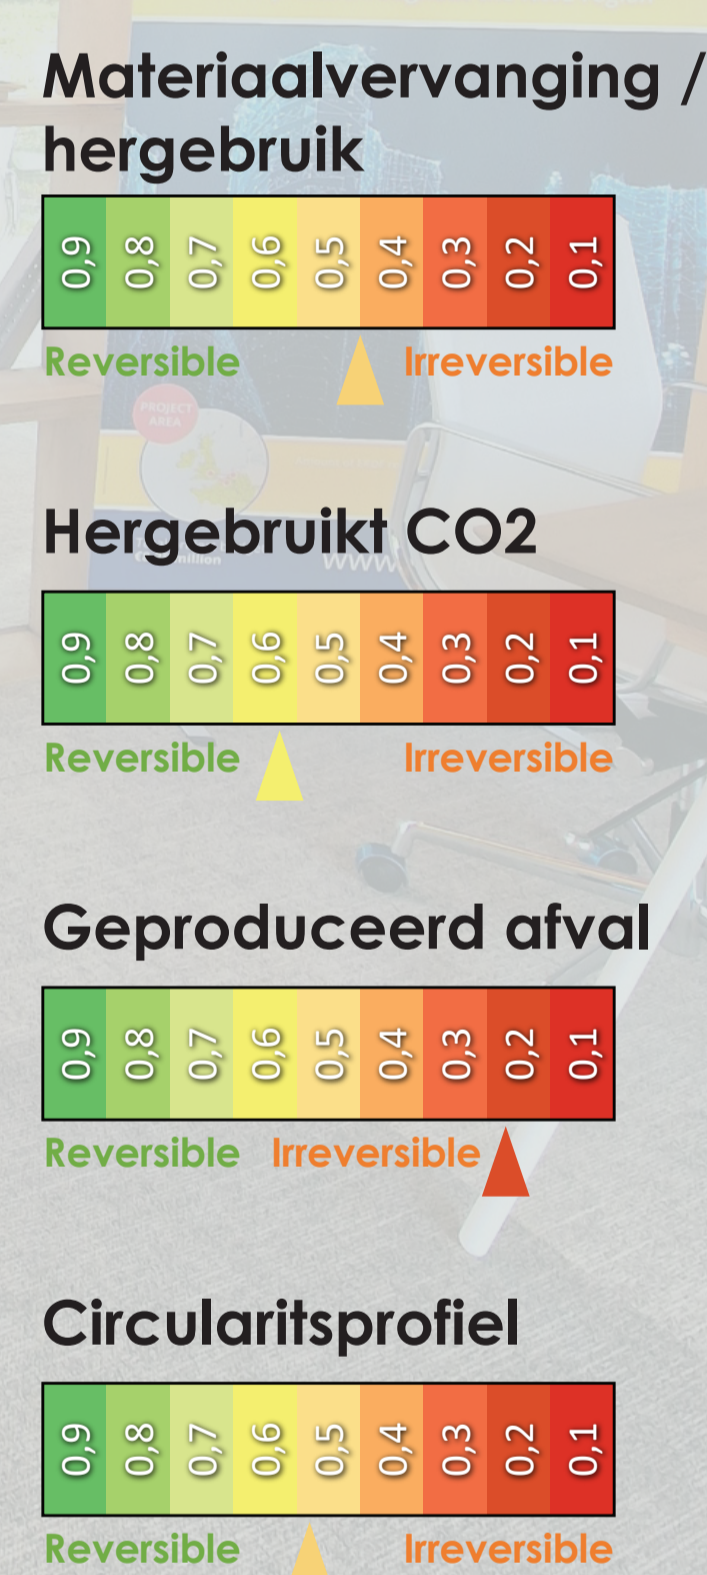 Materiaalvervanging /
hergebruik
0,9 0,8 0,7 0,6 0,5 0,4 0,3 0,2 0,1
Reversible Irreversible
PROJECT
AREA
Hergebruikt CO2
million
www
0,9 0,8 0,7 0,6 0,5 0,4 0,3 0,2 0,1
Reversible Irreversible
Geproduceerd afval
0,9 0,8 0,7 0,6 0,5 0,4 0,3 0,2 0,1
Reversible Irreversible
Circularitsprofiel
0,9 0,8 0,7 0,6 0,5 0,4 0,3 0,2 0,1
Reversible Irreversible